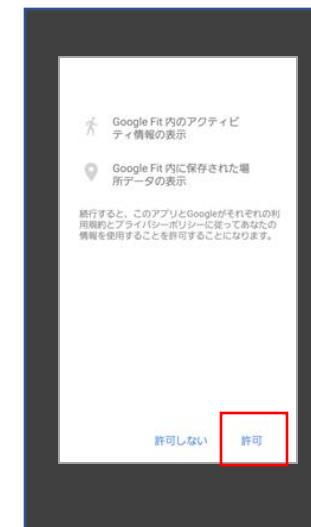 Google Fit 内のアクティビ
ティ情報の表示
Google Fit 内に保存された場
所データの表示
続行すると、このアプリとGoogleがそれぞれの利
用規約とプライバシーポリシーに従ってあなたの
情報を使用することを許可することになります。
許可しない 許可